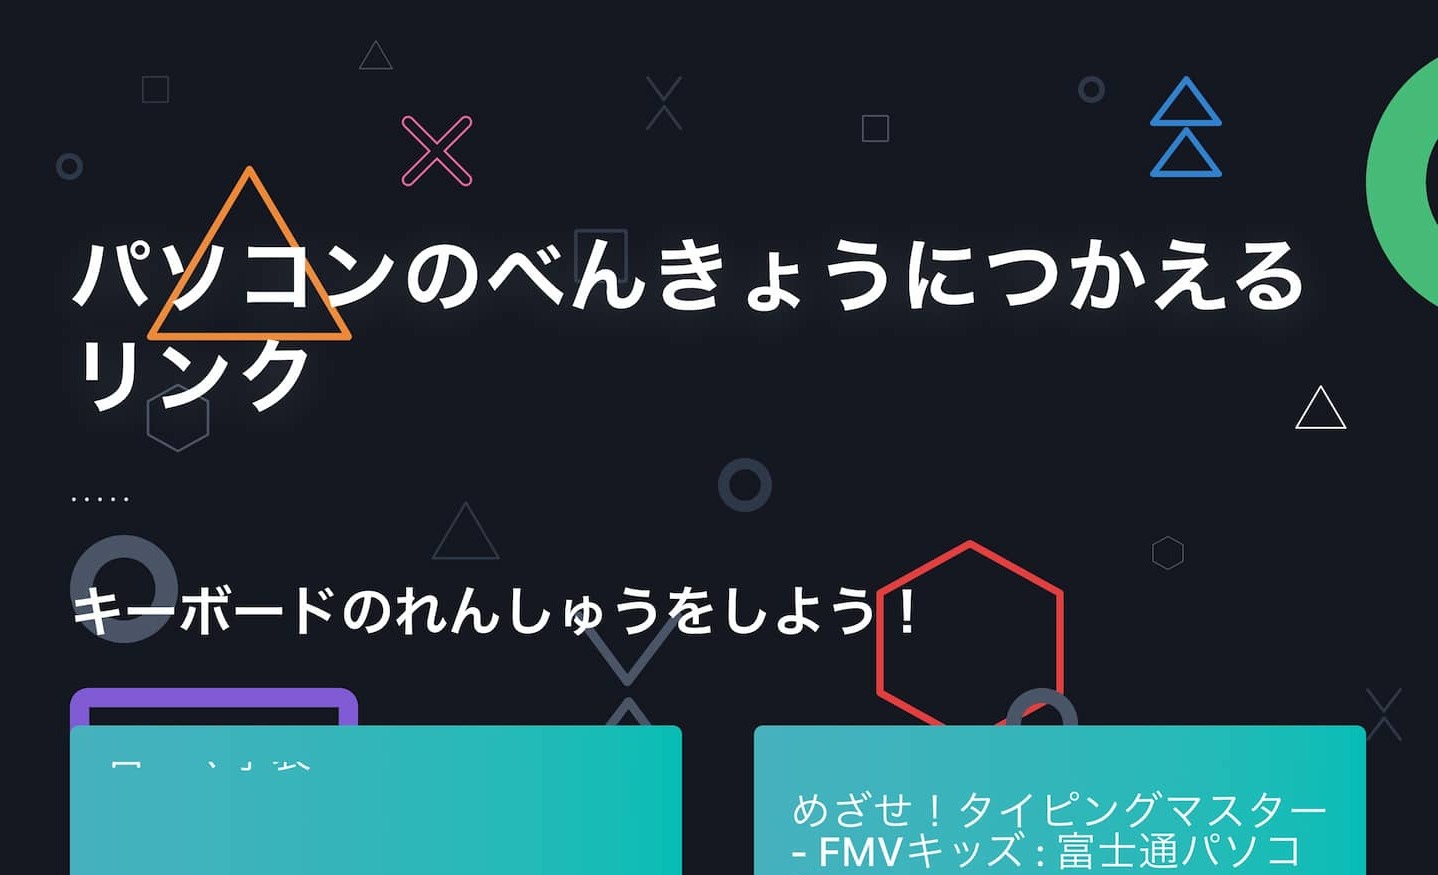 パソコンのべんきょうにつかえる
リンク
.....
キーボードのれんしゅうをしよう！
めざせ！タイピングマスター
- FMVキッズ : 富士通パソコ